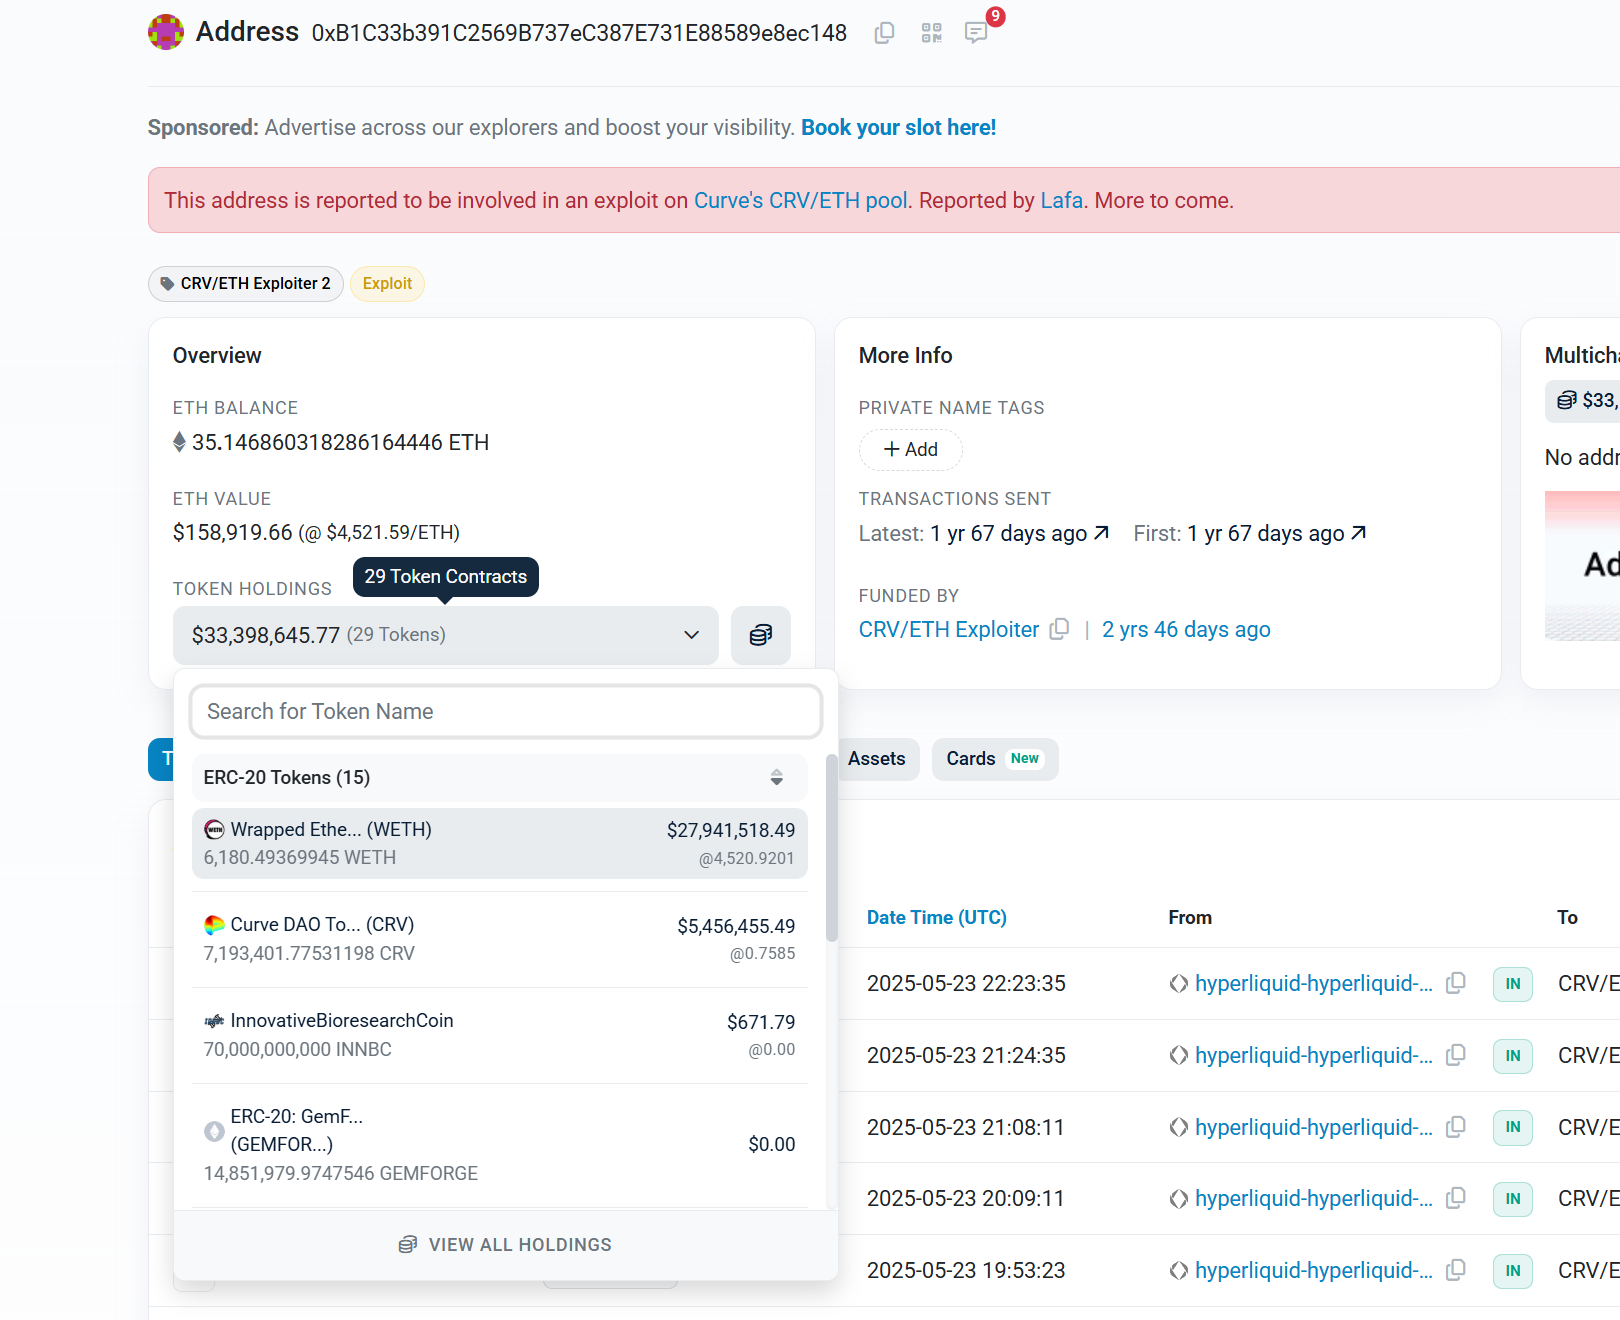 Address 0xB1C33b391C2569B737eC387E731E88589e8ec148 9
Sponsored: Advertise across our explorers and boost your visibility. Book your slot here!
This address is reported to be involved in an exploit on Curve's CRV/ETH pool. Reported by Lafa. More to come.
CRV/ETH Exploiter 2 Exploit
Overview
ETH BALANCE
35.146860318286164446 ETH
ETH VALUE
$158,919.66 (@ $4,521.59/ETH)
TOKEN HOLDINGS
29 Token Contracts
$33,398,645.77 (29 Tokens)
Search for Token Name
ERC-20 Tokens (15)
Wrapped Ethe... (WETH) $27,941,518.49
6,180.49369945 WETH @4,520.9201
Curve DAO To... (CRV) $5,456,455.49
7,193,401.77531198 CRV @0.7585
InnovativeBioresearchCoin $671.79
70,000,000,000 INNBC @0.00
ERC-20: GemF...
(GEMFOR...) $0.00
14,851,979.9747546 GEMFORGE
VIEW ALL HOLDINGS
More Info
PRIVATE NAME TAGS
+ Add
TRANSACTIONS SENT
Latest: 1 yr 67 days ago First: 1 yr 67 days ago
FUNDED BY
CRV/ETH Exploiter | 2 yrs 46 days ago
Multicha
$33,
No addr
Ad
T
Assets Cards New
Date Time (UTC) From To
2025-05-23 22:23:35 hyperliquid-hyperliquid-... IN CRV/E
2025-05-23 21:24:35 hyperliquid-hyperliquid-... IN CRV/E
2025-05-23 21:08:11 hyperliquid-hyperliquid-... IN CRV/E
2025-05-23 20:09:11 hyperliquid-hyperliquid-... IN CRV/E
2025-05-23 19:53:23 hyperliquid-hyperliquid-... IN CRV/E